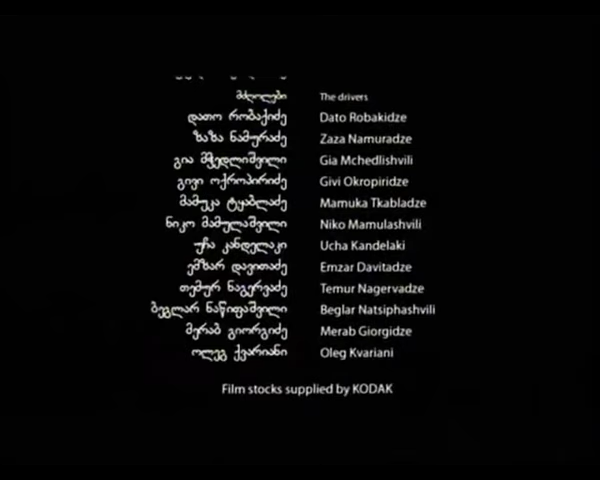 მძღოლები The drivers
დათო რობაქიძე Dato Robakidze
ზაზა ნამურაძე Zaza Namuradze
გია მჭედლიშვილი Gia Mchedlishvili
გივი ოქროპირიძე Givi Okropiridze
მამუკა ტყაბლაძე Mamuka Tkabladze
ნიკო მამულაშვილი Niko Mamulashvili
უჩა კანდელაკი Ucha Kandelaki
ემზარ დავითაძე Emzar Davitadze
თემურ ნაგერვაძე Temur Nagervadze
ბეგლარ ნაწიფაშვილი Beglar Natsiphashvili
მერაბ გიორგიძე Merab Giorgidze
ოლეგ ქვარიანი Oleg Kvariani
Film stocks supplied by KODAK